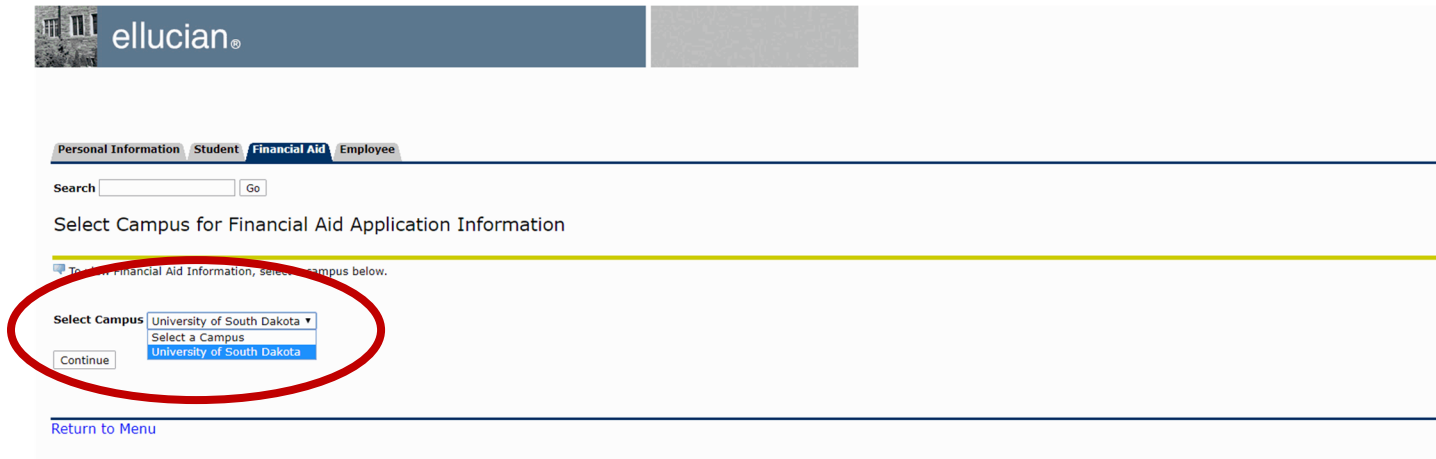 ellucian®
Personal Information Student Financial Aid Employee
Search Go
Select Campus for Financial Aid Application Information
To view Financial Aid Information, select a campus below.
Select Campus University of South Dakota ▼
Select a Campus
University of South Dakota
Continue
Return to Menu